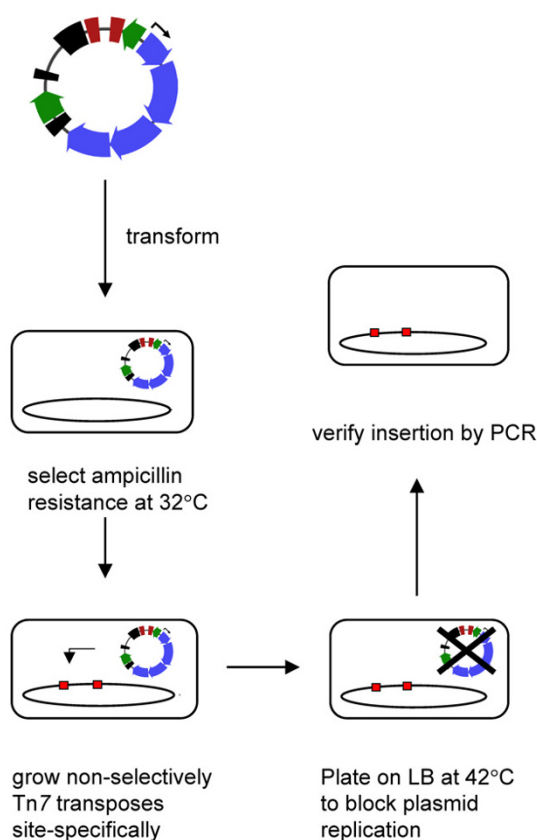 transform
select ampicillin
resistance at 32°C
grow non-selectively
Tn7 transposes
site-specifically
Plate on LB at 42°C
to block plasmid
replication
verify insertion by PCR